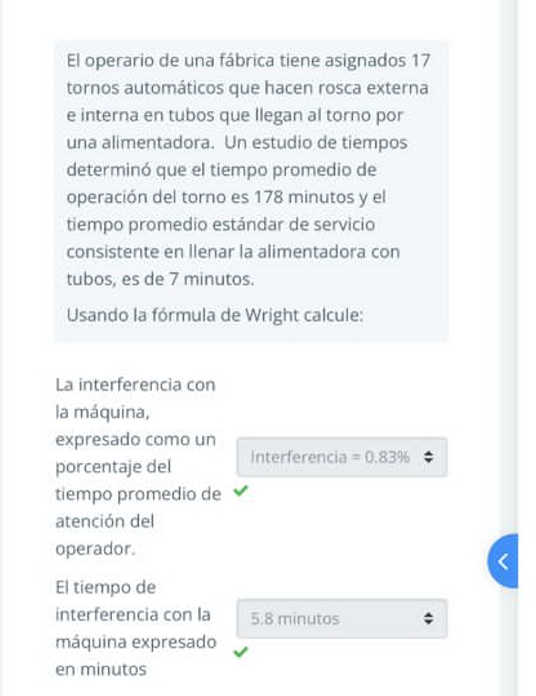 El operario de una fábrica tiene asignados 17
tornos automáticos que hacen rosca externa
e interna en tubos que llegan al torno por
una alimentadora. Un estudio de tiempos
determinó que el tiempo promedio de
operación del torno es 178 minutos y el
tiempo promedio estándar de servicio
consistente en llenar la alimentadora con
tubos, es de 7 minutos.
Usando la fórmula de Wright calcule:
La interferencia con
la máquina,
expresado como un
porcentaje del
tiempo promedio de
atención del
operador.
Interferencia = 0.83%
El tiempo de
interferencia con la
máquina expresado
en minutos
5.8 minutos